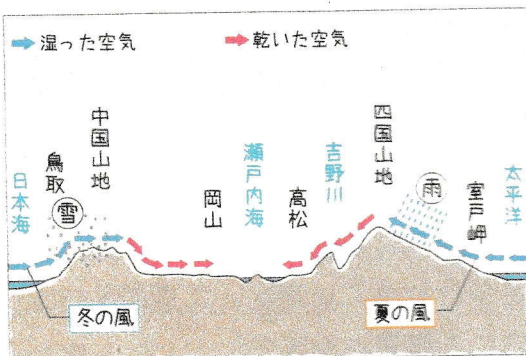 湿った空気
乾いた空気
日本海
鳥取
雪
中国山地
岡山
瀬戸内海
高松
吉野川
四国山地
雨
室戸岬
太平洋
冬の風
夏の風